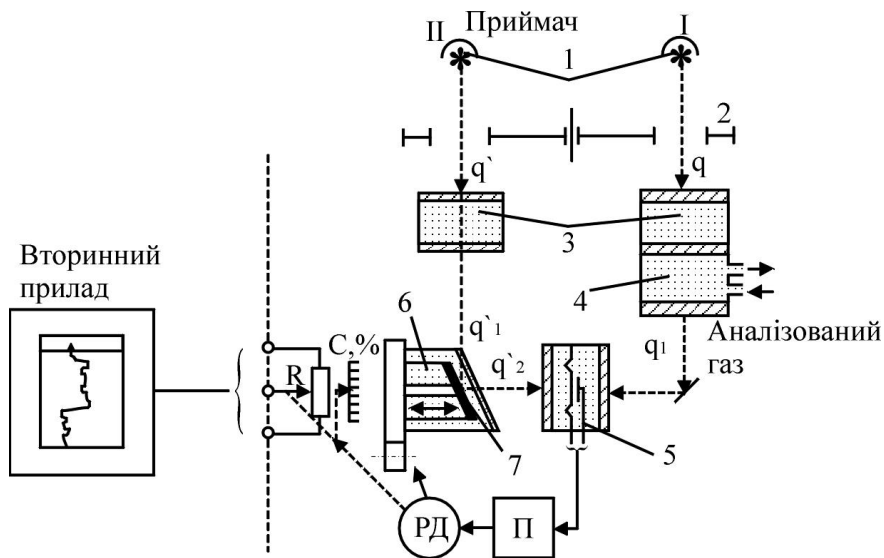 II Приймач I
1
2
q` q
3
Вторинний
прилад
4
6
C,%
q`1
q1
Аналізований
газ
R
q`2
5
7
РД
П